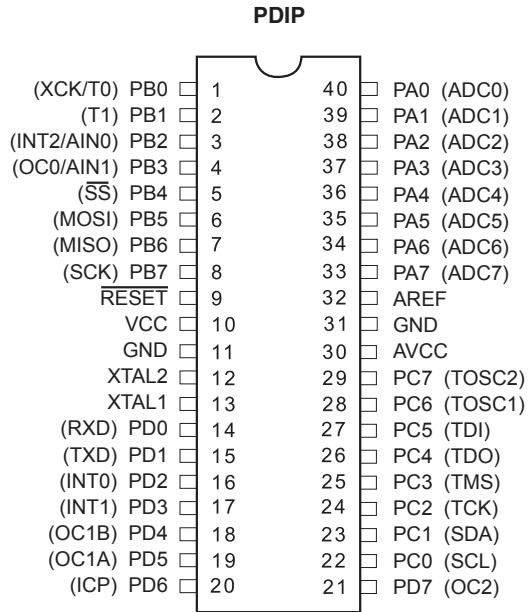 PDIP
(XCK/T0) PB0 1 40 PA0 (ADC0)
(T1) PB1 2 39 PA1 (ADC1)
(INT2/AIN0) PB2 3 38 PA2 (ADC2)
(OC0/AIN1) PB3 4 37 PA3 (ADC3)
(S̅S̅) PB4 5 36 PA4 (ADC4)
(MOSI) PB5 6 35 PA5 (ADC5)
(MISO) PB6 7 34 PA6 (ADC6)
(SCK) PB7 8 33 PA7 (ADC7)
R̅E̅S̅E̅T̅ 9 32 AREF
VCC 10 31 GND
GND 11 30 AVCC
XTAL2 12 29 PC7 (TOSC2)
XTAL1 13 28 PC6 (TOSC1)
(RXD) PD0 14 27 PC5 (TDI)
(TXD) PD1 15 26 PC4 (TDO)
(INT0) PD2 16 25 PC3 (TMS)
(INT1) PD3 17 24 PC2 (TCK)
(OC1B) PD4 18 23 PC1 (SDA)
(OC1A) PD5 19 22 PC0 (SCL)
(ICP) PD6 20 21 PD7 (OC2)